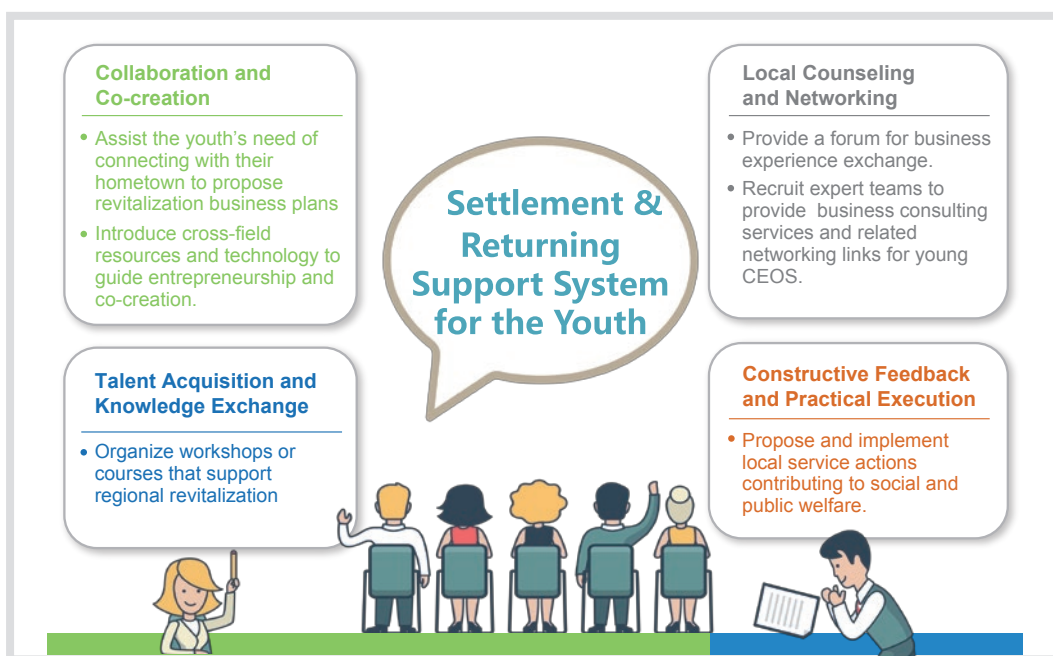 Collaboration and
Co-creation
• Assist the youth’s need of
connecting with their
hometown to propose
revitalization business plans
• Introduce cross-field
resources and technology to
guide entrepreneurship and
co-creation.
Talent Acquisition and
Knowledge Exchange
• Organize workshops or
courses that support
regional revitalization
Settlement &
Returning
Support System
for the Youth
Local Counseling
and Networking
• Provide a forum for business
experience exchange.
• Recruit expert teams to
provide  business consulting
services and related
networking links for young
CEOS.
Constructive Feedback
and Practical Execution
• Propose and implement
local service actions
contributing to social and
public welfare.